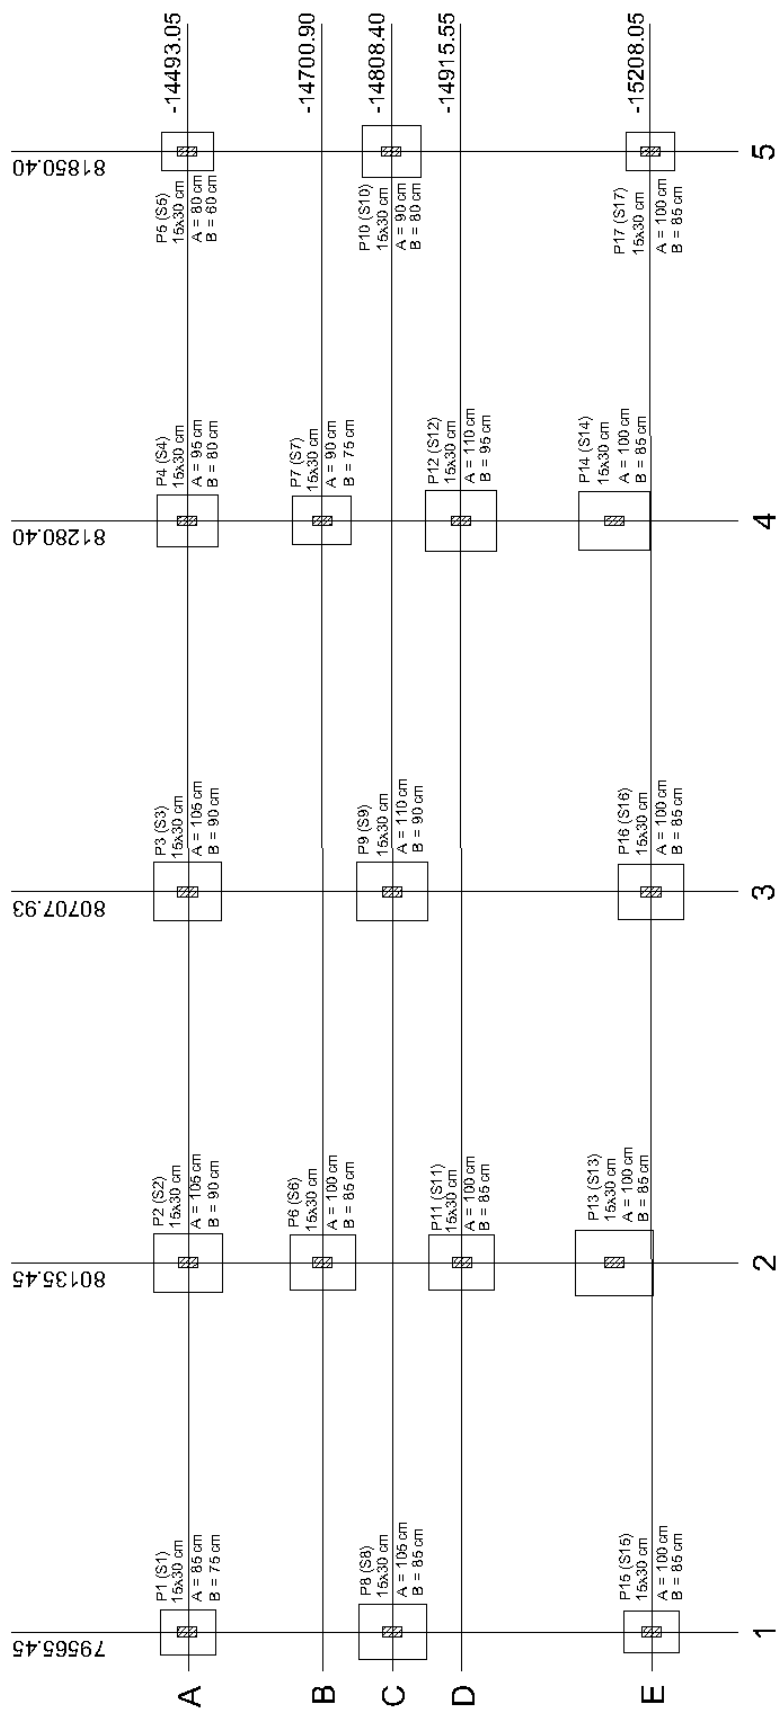 79565.45
80135.45
80707.93
81280.40
81850.40
A
P1 (S1)
15x30 cm
A = 85 cm
B = 75 cm
P2 (S2)
15x30 cm
A = 105 cm
B = 90 cm
P3 (S3)
15x30 cm
A = 105 cm
B = 90 cm
P4 (S4)
15x30 cm
A = 95 cm
B = 80 cm
P5 (S5)
15x30 cm
A = 80 cm
B = 60 cm
-14493.05
B
P6 (S6)
15x30 cm
A = 100 cm
B = 85 cm
P7 (S7)
15x30 cm
A = 90 cm
B = 75 cm
-14700.90
C
P8 (S8)
15x30 cm
A = 105 cm
B = 85 cm
P9 (S9)
15x30 cm
A = 110 cm
B = 90 cm
P10 (S10)
15x30 cm
A = 90 cm
B = 80 cm
-14808.40
D
P11 (S11)
15x30 cm
A = 100 cm
B = 85 cm
P12 (S12)
15x30 cm
A = 110 cm
B = 95 cm
-14915.55
P13 (S13)
15x30 cm
A = 100 cm
B = 85 cm
P14 (S14)
15x30 cm
A = 100 cm
B = 85 cm
E
P15 (S15)
15x30 cm
A = 100 cm
B = 85 cm
P16 (S16)
15x30 cm
A = 100 cm
B = 85 cm
P17 (S17)
15x30 cm
A = 100 cm
B = 85 cm
-15208.05
1
2
3
4
5